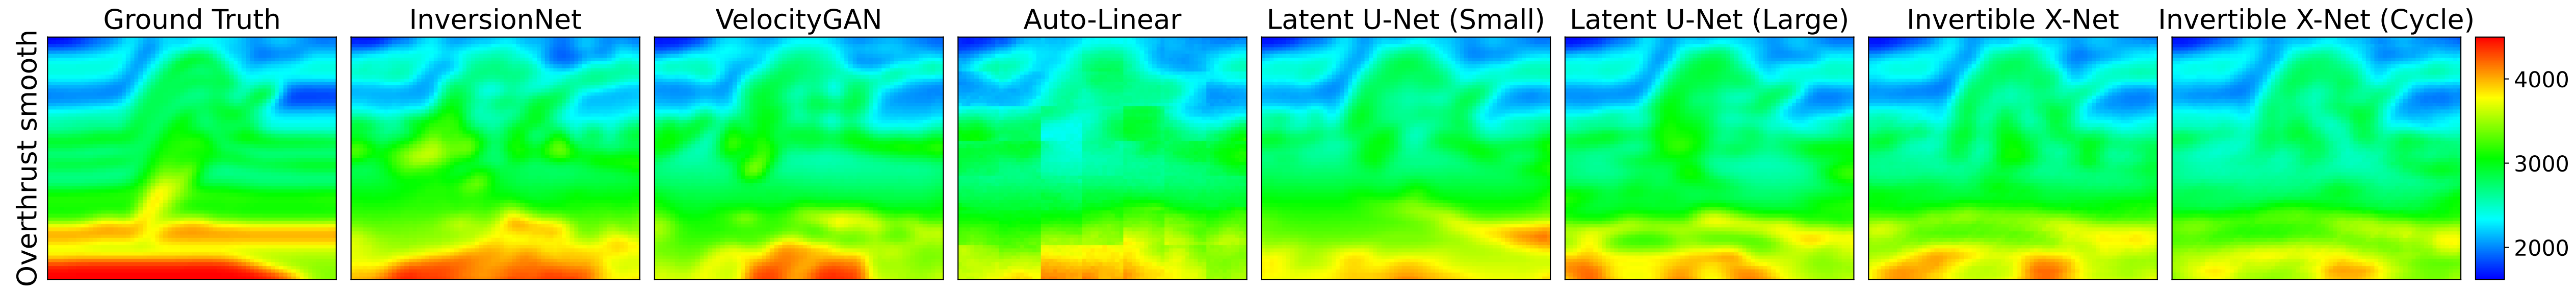 Ground Truth
InversionNet
VelocityGAN
Auto-Linear
Latent U-Net (Small)
Latent U-Net (Large)
Invertible X-Net
Invertible X-Net (Cycle)
Overthrust smooth
4000
3000
2000